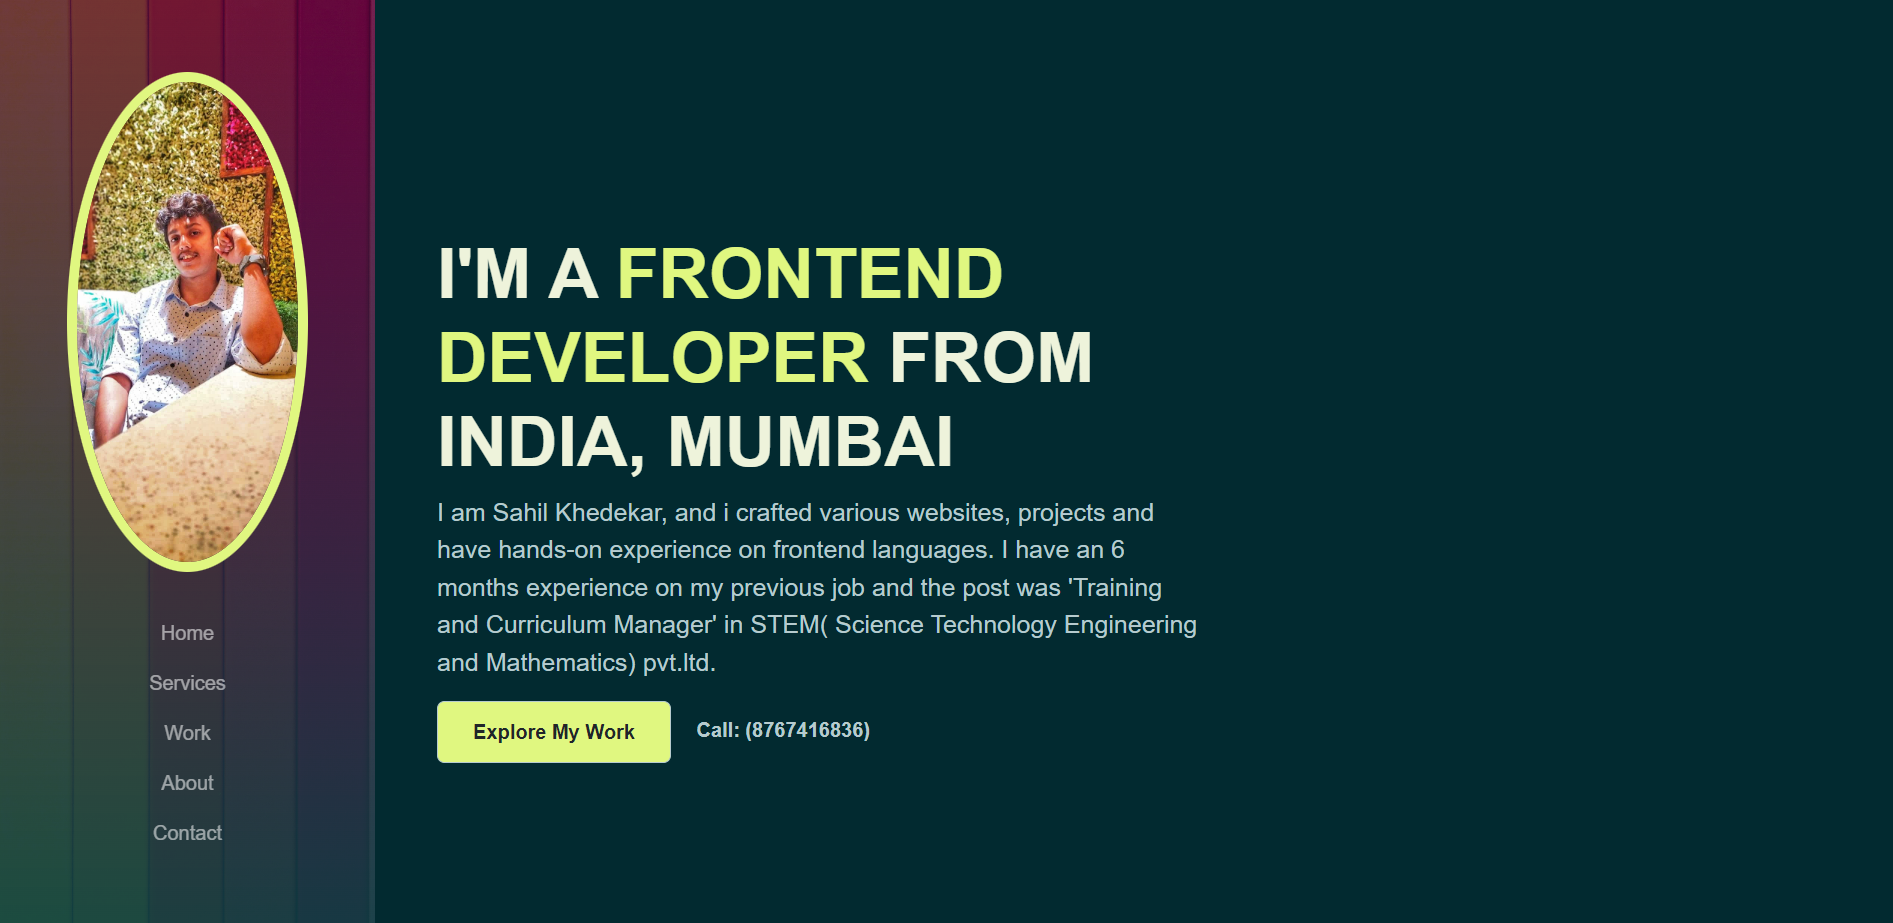 Home
Services
Work
About
Contact
I'M A FRONTEND
DEVELOPER FROM
INDIA, MUMBAI
I am Sahil Khedekar, and i crafted various websites, projects and
have hands-on experience on frontend languages. I have an 6
months experience on my previous job and the post was 'Training
and Curriculum Manager' in STEM( Science Technology Engineering
and Mathematics) pvt.ltd.
Explore My Work
Call: (8767416836)